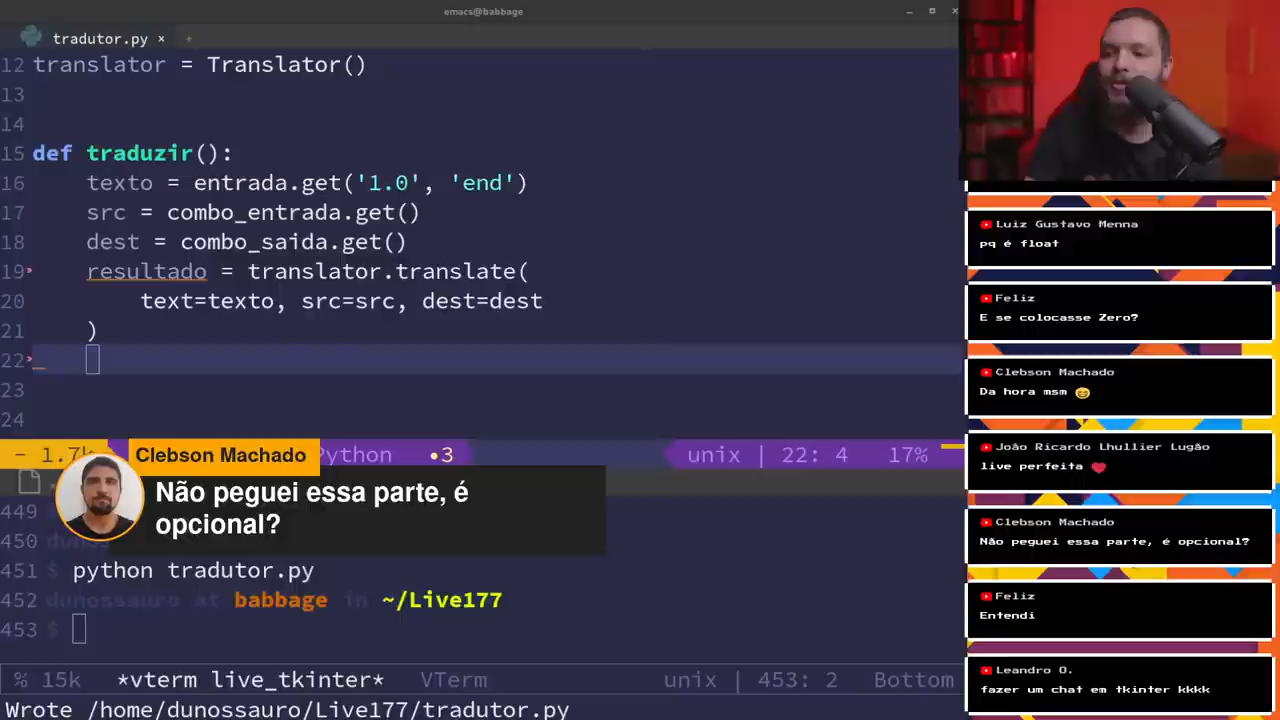 emacs@babbage
tradutor.py × +
12 translator = Translator()
13
14
15 def traduzir():
16 texto = entrada.get('1.0', 'end')
17 src = combo_entrada.get()
18 dest = combo_saida.get()
19 resultado = translator.translate(
20 text=texto, src=src, dest=dest
21 )
22
23
24
Python •3 unix | 22: 4 17%
Clebson Machado
Não peguei essa parte, é
opcional?
449
450
451 $ python tradutor.py
452 dunossauro at babbage in ~/Live177
453 $
% 15k *vterm live_tkinter* VTerm unix | 453: 2 Bottom
Wrote /home/dunossauro/Live177/tradutor.py
Luiz Gustavo Menna
pq é float
Feliz
E se colocasse Zero?
Clebson Machado
Da hora msm 😄
João Ricardo Lhullier Lugão
live perfeita ❤
Clebson Machado
Não peguei essa parte, é opcional?
Feliz
Entendi
Leandro O.
fazer um chat em tkinter kkkk